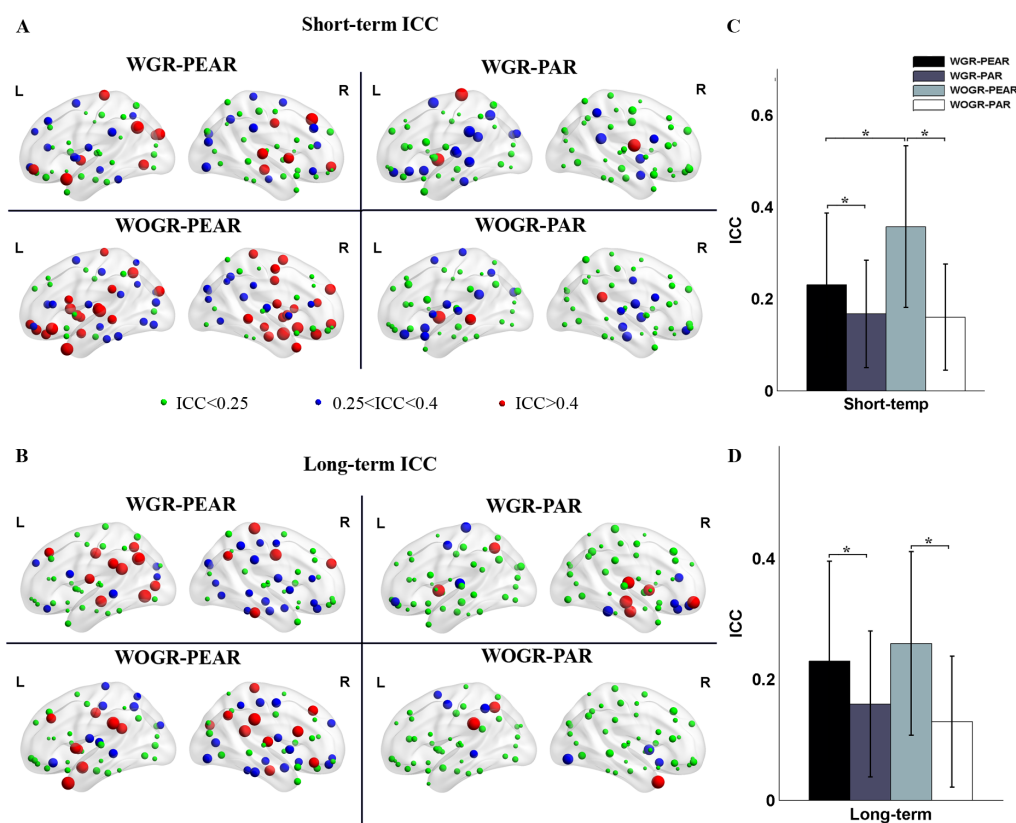 A
Short-term ICC
WGR-PEAR
WGR-PAR
L
R
L
R
WOGR-PEAR
WOGR-PAR
L
R
L
R
ICC<0.25
0.25<ICC<0.4
ICC>0.4
B
Long-term ICC
WGR-PEAR
WGR-PAR
L
R
L
R
WOGR-PEAR
WOGR-PAR
L
R
L
R
C
WGR-PEAR
WGR-PAR
WOGR-PEAR
WOGR-PAR
0.6
0.4
0.2
0
ICC
*
*
*
Short-temp
D
0.4
0.2
0
ICC
*
*
Long-term